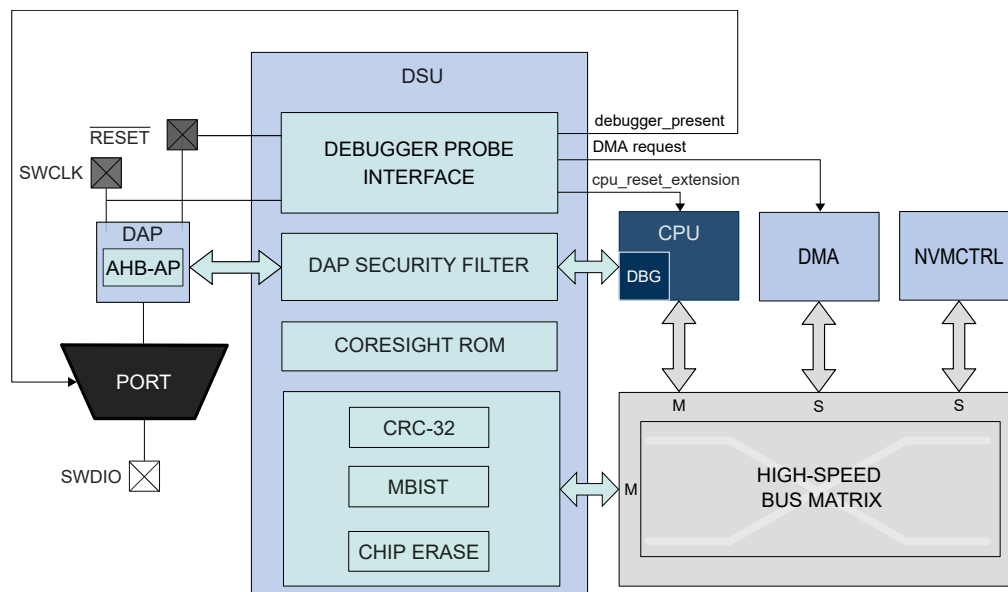 DSU
debugger_present
RESET
DEBUGGER PROBE
INTERFACE
DMA request
SWCLK
cpu_reset_extension
DAP
CPU
AHB-AP
DAP SECURITY FILTER
DBG
DMA
NVMCTRL
CORESIGHT ROM
PORT
M
S
S
CRC-32
SWDIO
MBIST
M
HIGH-SPEED
BUS MATRIX
CHIP ERASE